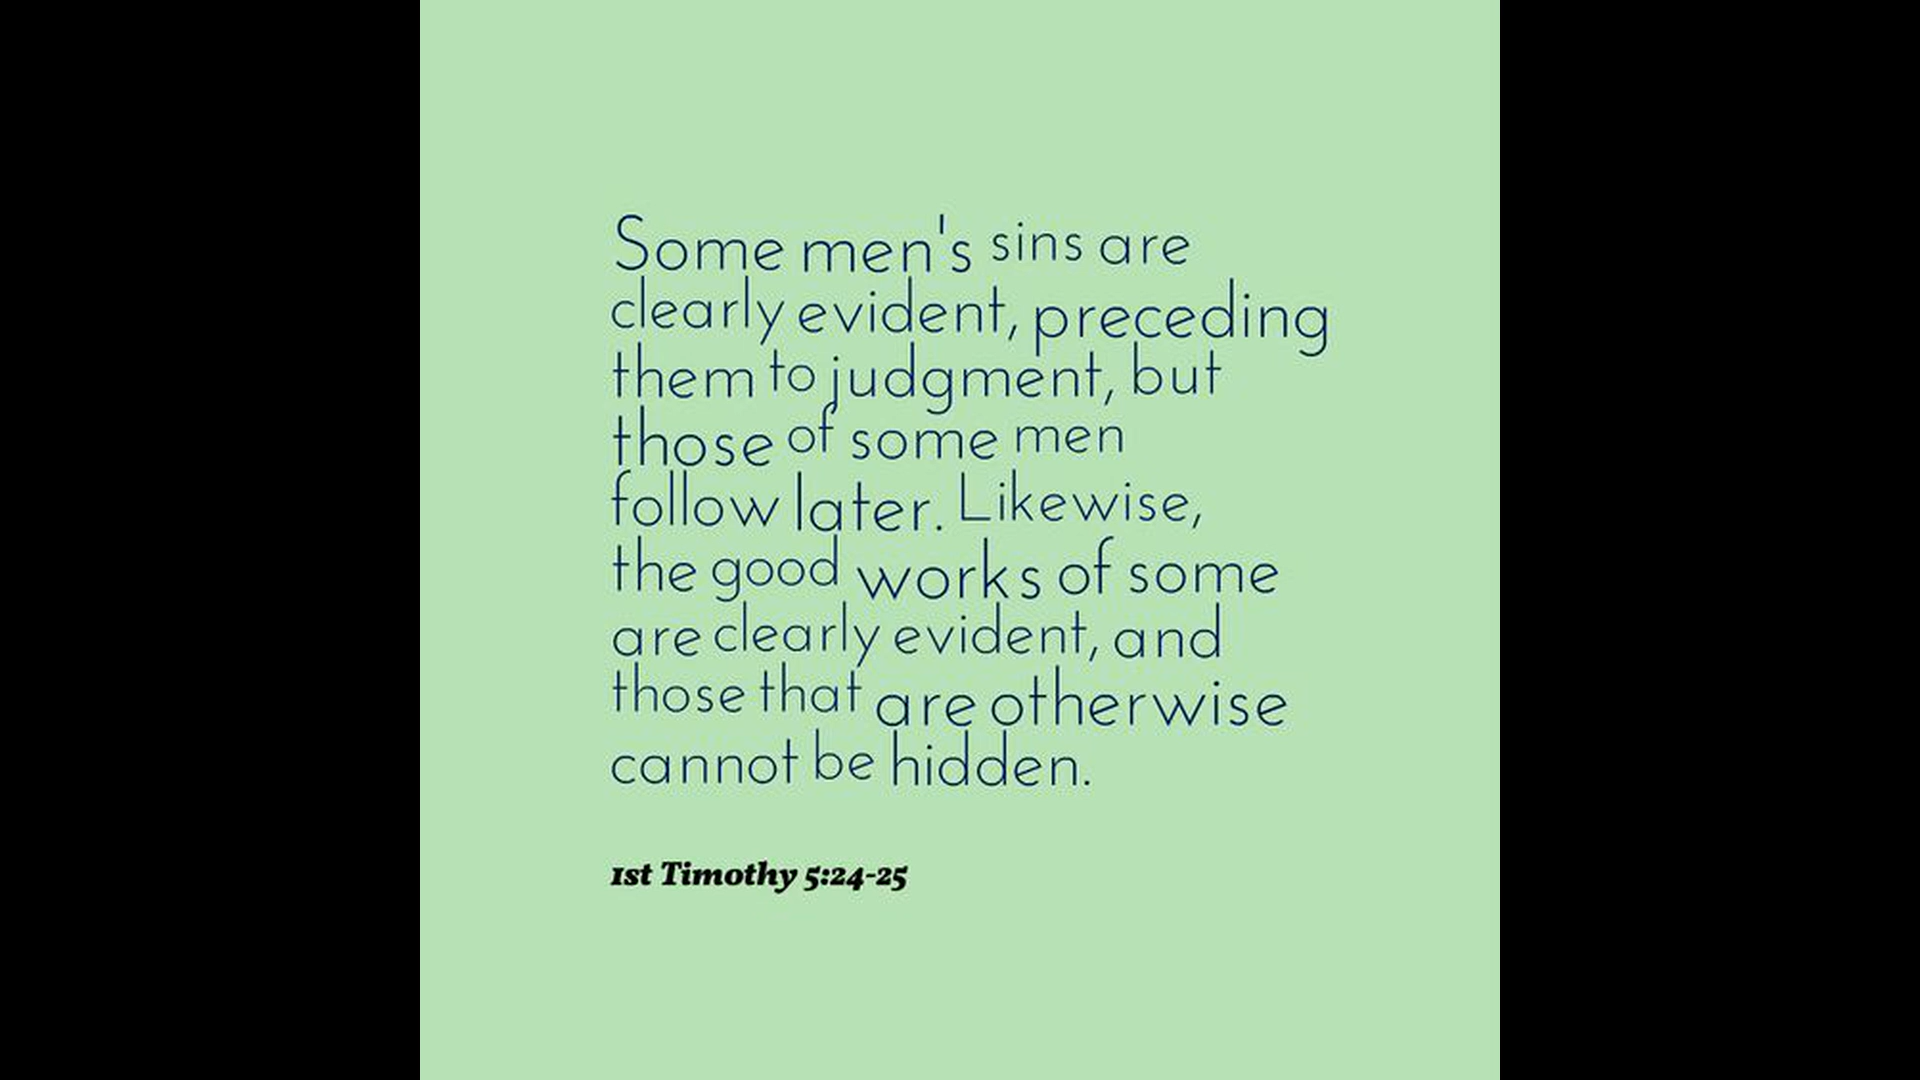 Some men's sins are
clearly evident, preceding
them to judgment, but
those of some men
follow later. Likewise,
the good works of some
are clearly evident, and
those that are otherwise
cannot be hidden.
1st Timothy 5:24-25